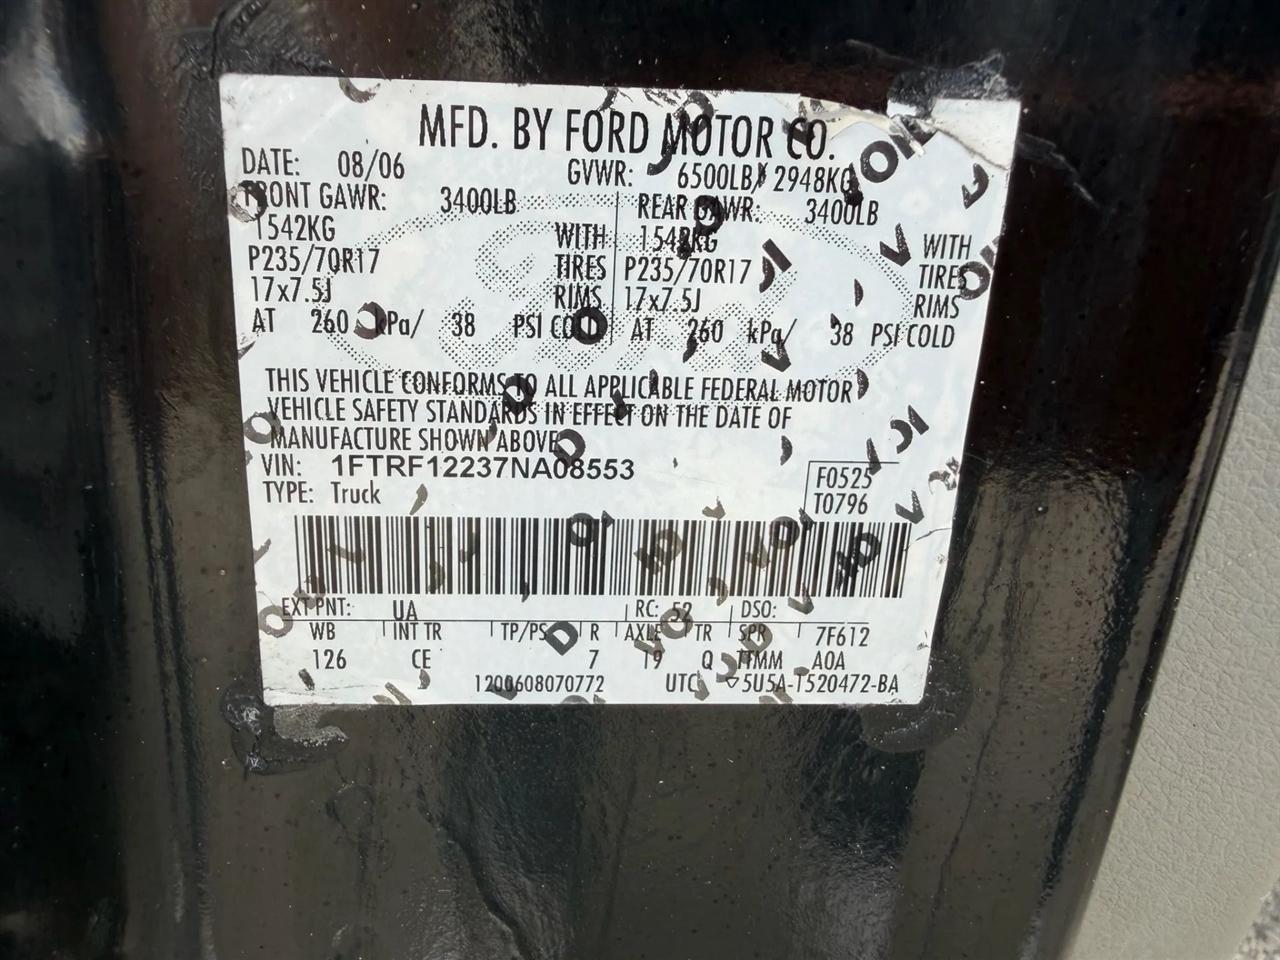 MFD. BY FORD MOTOR CO.
DATE: 08/06 GVWR: 6500LB/ 2948KG
FRONT GAWR: 3400LB REAR GAWR: 3400LB
1542KG WITH 1542KG WITH
P235/70R17 TIRES P235/70R17 TIRES
17x7.5J RIMS 17x7.5J RIMS
AT 260 kPa/ 38 PSI COLD AT 260 kPa/ 38 PSI COLD
THIS VEHICLE CONFORMS TO ALL APPLICABLE FEDERAL MOTOR
VEHICLE SAFETY STANDARDS IN EFFECT ON THE DATE OF
MANUFACTURE SHOWN ABOVE
VIN: 1FTRF12237NA08553 F0525
TYPE: Truck T0796
EXT PNT: UA RC: 52 DSO:
WB INT TR TP/PS R AXLE TR SPR 7F612
126 CE 7 19 Q TTMM A0A
1200608070772 UTC ▽5U5A-1520472-BA